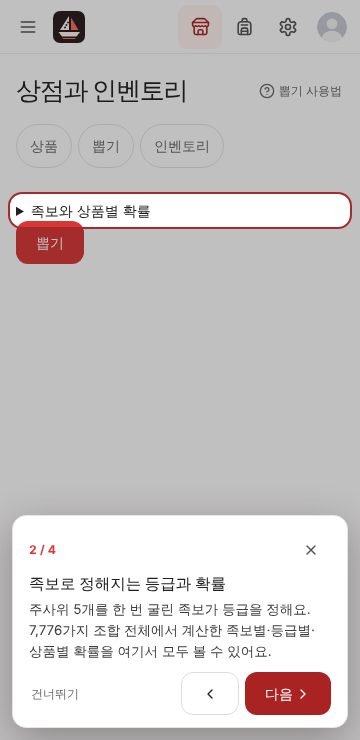 상점과 인벤토리
뽑기 사용법
상품
뽑기
인벤토리
족보와 상품별 확률
뽑기
2 / 4
족보로 정해지는 등급과 확률
주사위 5개를 한 번 굴린 족보가 등급을 정해요.
7,776가지 조합 전체에서 계산한 족보별·등급별·
상품별 확률을 여기서 모두 볼 수 있어요.
건너뛰기
다음